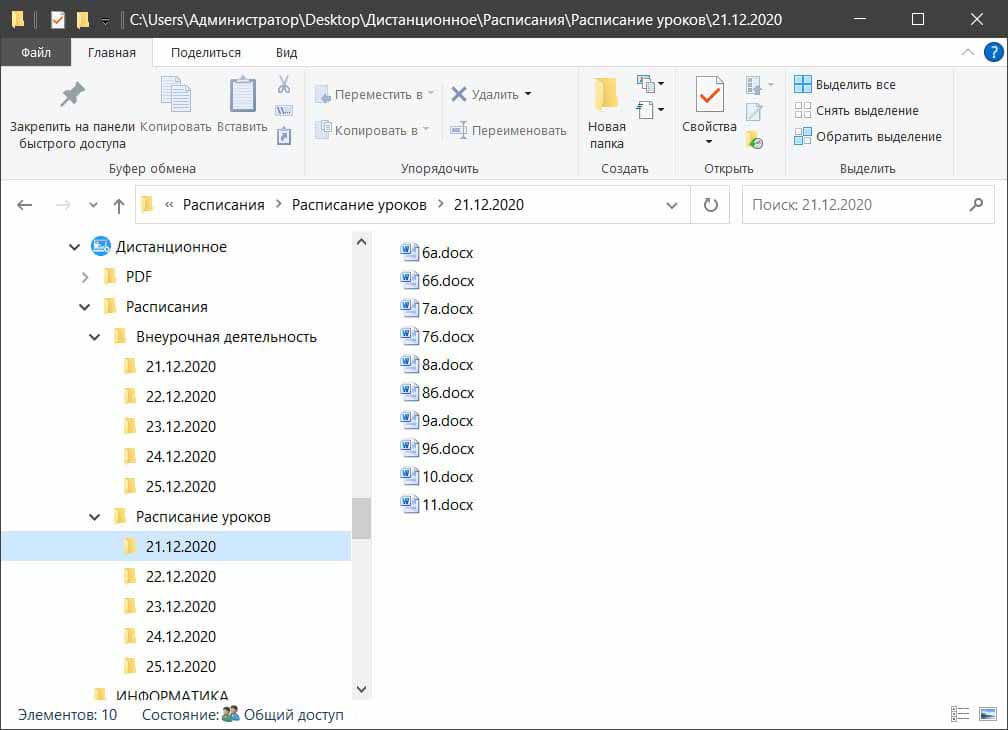 C:\Users\Администратор\Desktop\Дистанционное\Расписания\Расписание уроков\21.12.2020
Файл Главная Поделиться Вид
Закрепить на панели быстрого доступа
Копировать
Вставить
Буфер обмена
Переместить в
Копировать в
Удалить
Переименовать
Упорядочить
Новая папка
Создать
Свойства
Открыть
Выделить все
Снять выделение
Обратить выделение
Выделить
« Расписания > Расписание уроков > 21.12.2020
Поиск: 21.12.2020
Дистанционное
PDF
Расписания
Внеурочная деятельность
21.12.2020
22.12.2020
23.12.2020
24.12.2020
25.12.2020
Расписание уроков
21.12.2020
22.12.2020
23.12.2020
24.12.2020
25.12.2020
ИНФОРМАТИКА
6а.docx
6б.docx
7а.docx
7б.docx
8а.docx
8б.docx
9а.docx
9б.docx
10.docx
11.docx
Элементов: 10 Состояние: Общий доступ